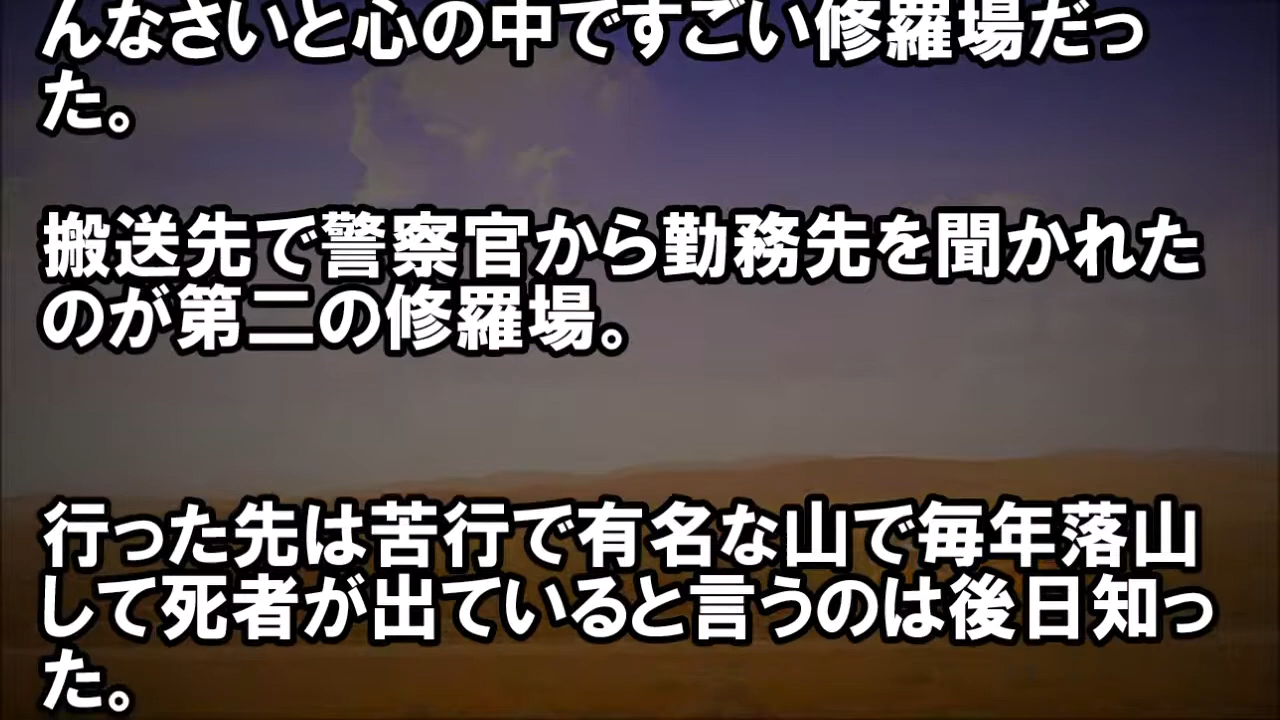 んなさいと心の中ですごい修羅場だっ
た。
搬送先で警察官から勤務先を聞かれた
のが第二の修羅場。
行った先は苦行で有名な山で毎年落山
して死者が出ていると言うのは後日知っ
た。